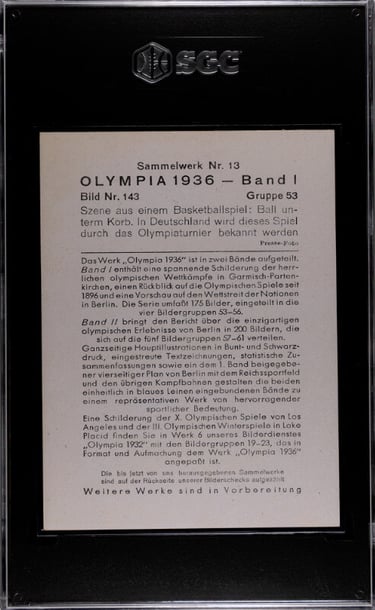 SGC
Sammelwerk Nr. 13
OLYMPIA 1936 — Band I
Bild Nr. 143 Gruppe 53
Szene aus einem Basketballspiel: Ball un-
term Korb. In Deutschland wird dieses Spiel
durch das Olympiaturnier bekannt werden
Presse-Foto
Das Werk „Olympia 1936" ist in zwei Bände aufgeteilt.
Band I enthält eine spannende Schilderung der herr-
lichen olympischen Wettkämpfe in Garmisch-Parten-
kirchen, einen Rückblick auf die Olympischen Spiele seit
1896 und eine Vorschau auf den Wettstreit der Nationen
in Berlin. Die Serie umfaßt 175 Bilder, eingeteilt in die
vier Bildergruppen 53—56.
Band II bringt den Bericht über die einzigartigen
olympischen Erlebnisse von Berlin in 200 Bildern, die
sich auf die fünf Bildergruppen 57—61 verteilen.
Ganzseitige Hauptillustrationen in Bunt- und Schwarz-
druck, eingestreute Textzeichnungen, statistische Zu-
sammenfassungen sowie ein dem 1. Band beigegebe-
ner vierseitiger Plan von Berlin mit dem Reichssportfeld
und den übrigen Kampfbahnen gestalten die beiden
einheitlich in blaues Leinen eingebundenen Bände zu
einem repräsentativen Werk von hervorragender
sportlicher Bedeutung.
Eine Schilderung der X. Olympischen Spiele von Los
Angeles und der III. Olympischen Winterspiele in Lake
Placid finden Sie in Werk 6 unseres Bilderdienstes
„Olympia 1932" mit den Bildergruppen 19—23, das in
Format und Aufmachung dem Werk „Olympia 1936"
angepaßt ist.
Die bis jetzt von uns herausgegebenen Sammelwerke
sind auf der Rückseite unserer Bilderschecks aufgezählt
Weitere Werke sind in Vorbereitung